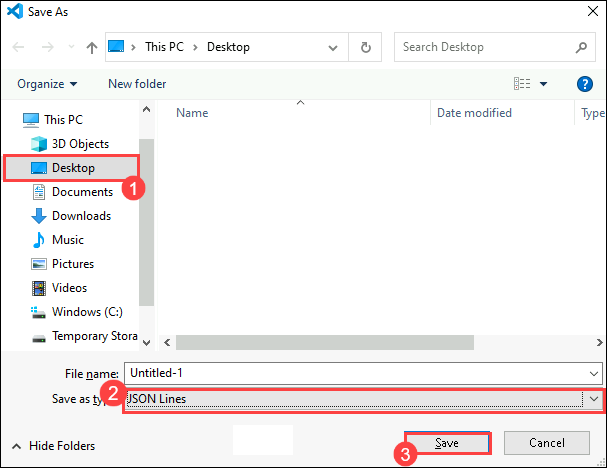 Save As
This PC > Desktop
Search Desktop
Organize
New folder
?
Name
Date modified
Type
This PC
3D Objects
Desktop
1
Documents
Downloads
Music
Pictures
Videos
Windows (C:)
Temporary Stora
File name: Untitled-1
2
Save as typ JSON Lines
Hide Folders
3
Save
Cancel